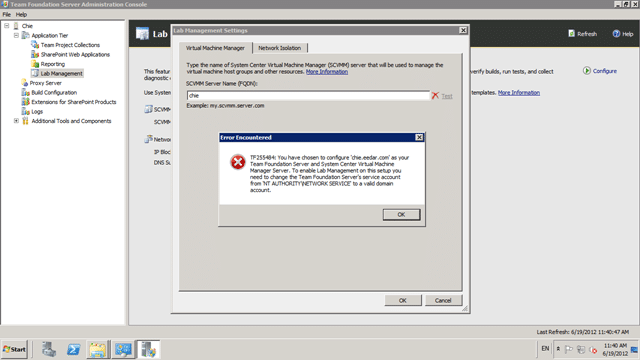 Team Foundation Server Administration Console
File Help
Chie
Application Tier
Team Project Collections
SharePoint Web Applications
Reporting
Lab Management
Proxy Server
Build Configuration
Extensions for SharePoint Products
Logs
Additional Tools and Components
Lab
Refresh
Help
This featur
diagnostic
verify builds, run tests, and collect
Configure
Use System
templates. More Information
SCVMM
SCVM
Networ
IP Bloc
DNS Su
Lab Management Settings
Virtual Machine Manager
Network Isolation
Type the name of System Center Virtual Machine Manager (SCVMM) server that will be used to manage the
virtual machine host groups and other resources. More Information
SCVMM Server Name (FQDN):
chie
Test
Example: my.scvmm.server.com
Error Encountered
TF255484: You have chosen to configure 'chie.eedar.com' as your
Team Foundation Server and System Center Virtual Machine
Manager Server. To enable Lab Management on this setup you
need to change the Team Foundation Server's service account
from 'NT AUTHORITY\NETWORK SERVICE' to a valid domain
account.
OK
OK
Cancel
Last Refresh: 6/19/2012 11:40:47 AM
Start
EN
11:40 AM
6/19/2012